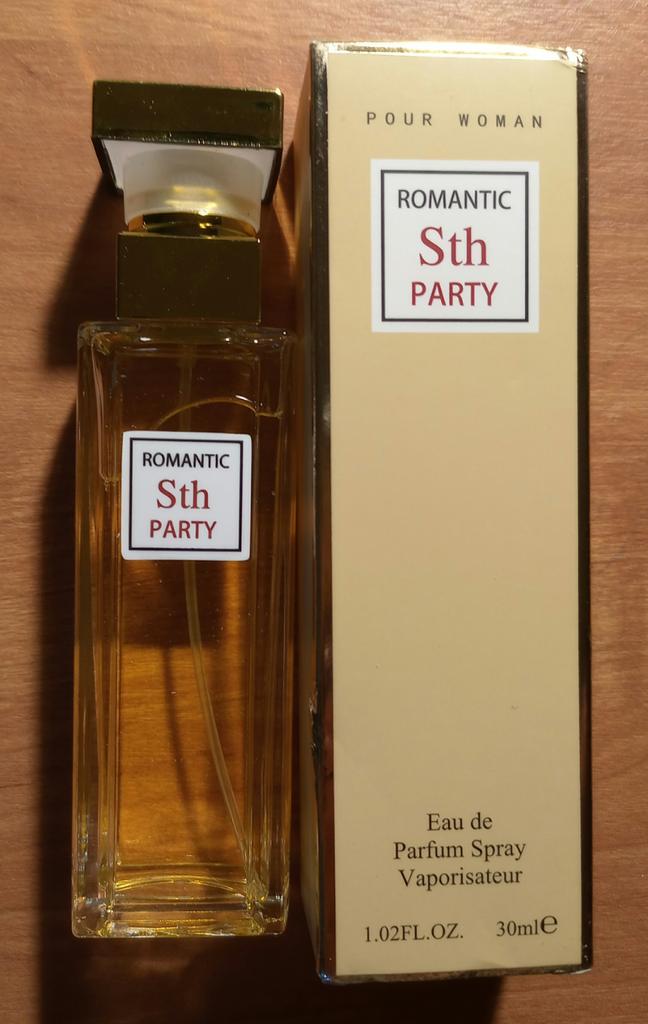 POUR WOMAN
ROMANTIC
Sth
PARTY
Eau de
Parfum Spray
Vaporisateur
1.02FL.OZ. 30ml℮
ROMANTIC
Sth
PARTY